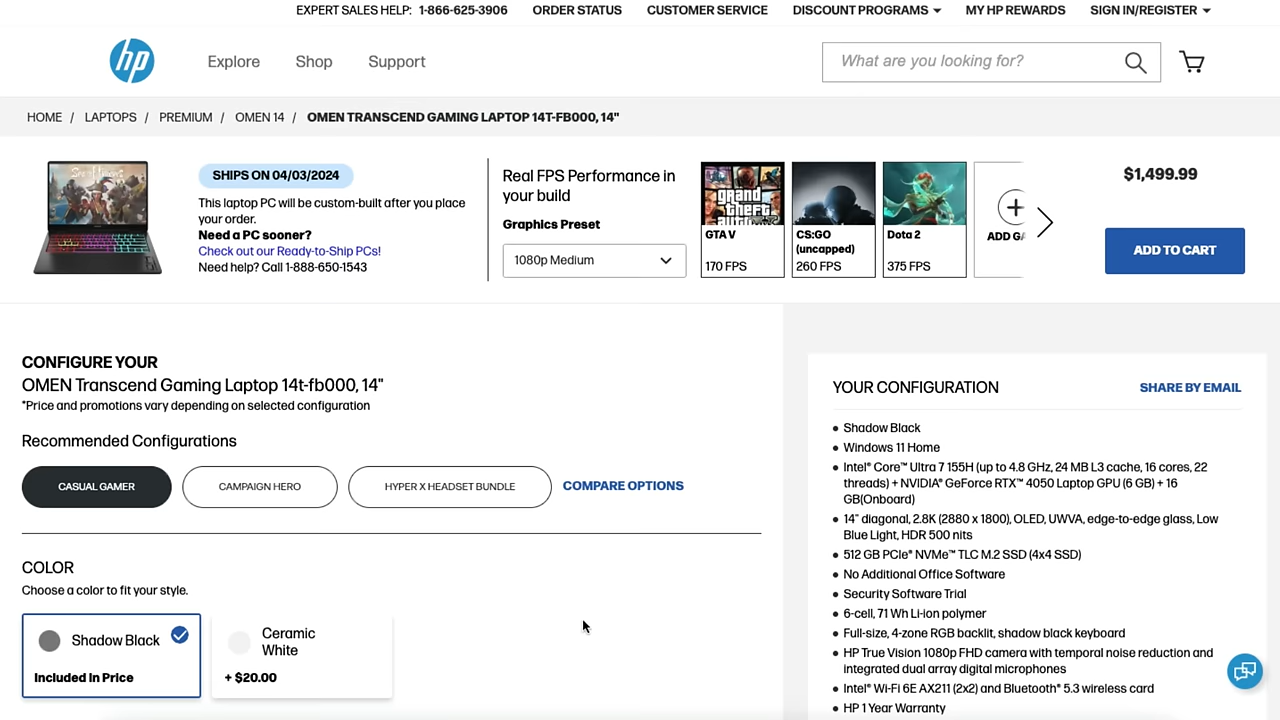 EXPERT SALES HELP: 1-866-625-3906
ORDER STATUS
CUSTOMER SERVICE
DISCOUNT PROGRAMS
MY HP REWARDS
SIGN IN/REGISTER
hp
Explore
Shop
Support
What are you looking for?
HOME / LAPTOPS / PREMIUM / OMEN 14 / OMEN TRANSCEND GAMING LAPTOP 14T-FB000, 14"
SHIPS ON 04/03/2024
This laptop PC will be custom-built after you place
your order.
Need a PC sooner?
Check out our Ready-to-Ship PCs!
Need help? Call 1-888-650-1543
Real FPS Performance in
your build
Graphics Preset
1080p Medium
grand
theft
auto
GTA V
170 FPS
CS:GO
(uncapped)
260 FPS
Dota 2
375 FPS
ADD GA
$1,499.99
ADD TO CART
CONFIGURE YOUR
OMEN Transcend Gaming Laptop 14t-fb000, 14"
*Price and promotions vary depending on selected configuration
Recommended Configurations
CASUAL GAMER
CAMPAIGN HERO
HYPER X HEADSET BUNDLE
COMPARE OPTIONS
COLOR
Choose a color to fit your style.
Shadow Black
Included In Price
Ceramic
White
+ $20.00
YOUR CONFIGURATION
SHARE BY EMAIL
Shadow Black
Windows 11 Home
Intel® Core™ Ultra 7 155H (up to 4.8 GHz, 24 MB L3 cache, 16 cores, 22
threads) + NVIDIA® GeForce RTX™ 4050 Laptop GPU (6 GB) + 16
GB(Onboard)
14" diagonal, 2.8K (2880 x 1800), OLED, UWVA, edge-to-edge glass, Low
Blue Light, HDR 500 nits
512 GB PCIe® NVMe™ TLC M.2 SSD (4x4 SSD)
No Additional Office Software
Security Software Trial
6-cell, 71 Wh Li-ion polymer
Full-size, 4-zone RGB backlit, shadow black keyboard
HP True Vision 1080p FHD camera with temporal noise reduction and
integrated dual array digital microphones
Intel® Wi-Fi 6E AX211 (2x2) and Bluetooth® 5.3 wireless card
HP 1 Year Warranty